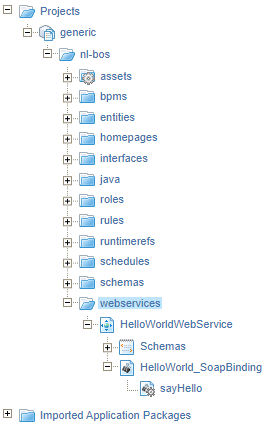 Projects
generic
nl-bos
assets
bpms
entities
homepages
interfaces
java
roles
rules
runtimerefs
schedules
schemas
webservices
HelloWorldWebService
Schemas
HelloWorld_SoapBinding
sayHello
Imported Application Packages